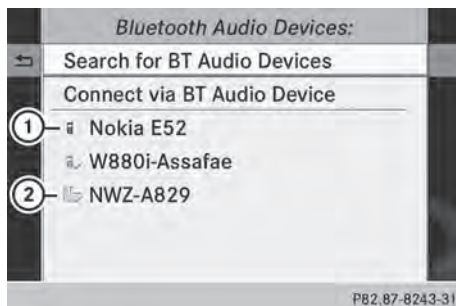 Bluetooth Audio Devices:
Search for BT Audio Devices
Connect via BT Audio Device
1 Nokia E52
W880i-Assafae
2 NWZ-A829
P82.87-8243-31